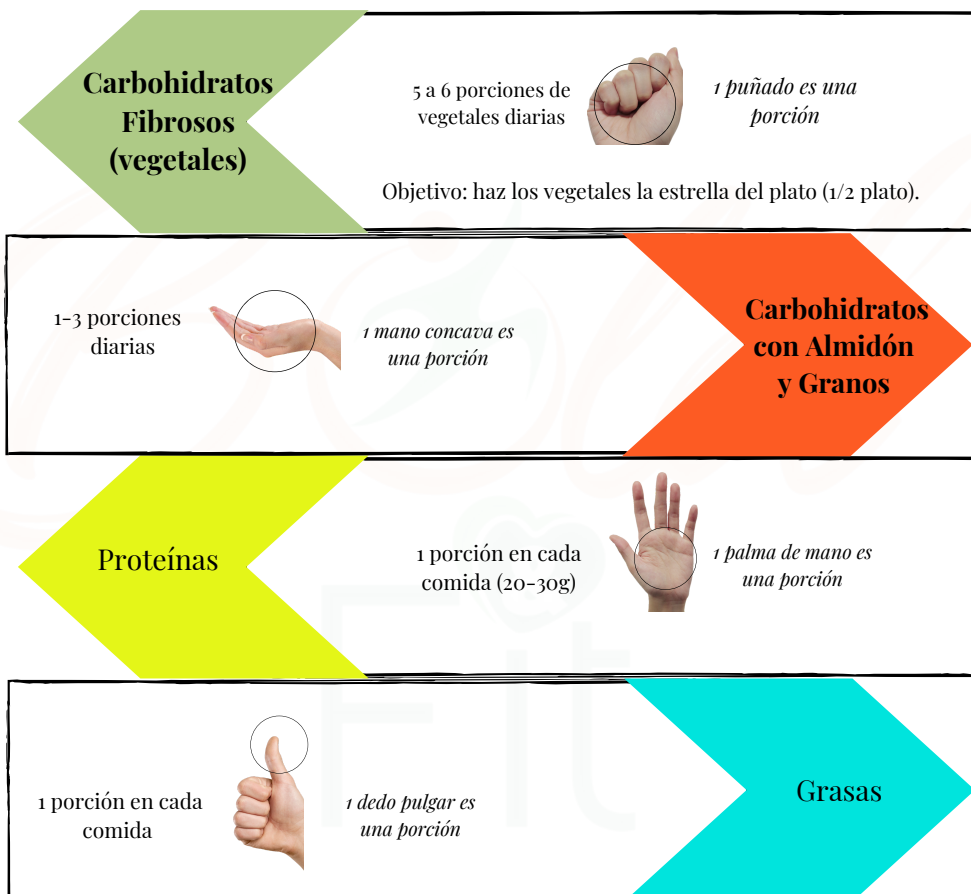 Carbohidratos
Fibrosos
(vegetales)
5 a 6 porciones de
vegetales diarias
1 puñado es una
porción
Objetivo: haz los vegetales la estrella del plato (1/2 plato).
1-3 porciones
diarias
1 mano concava es
una porción
Carbohidratos
con Almidón
y Granos
Proteínas
1 porción en cada
comida (20-30g)
1 palma de mano es
una porción
1 porción en cada
comida
1 dedo pulgar es
una porción
Grasas
Fit